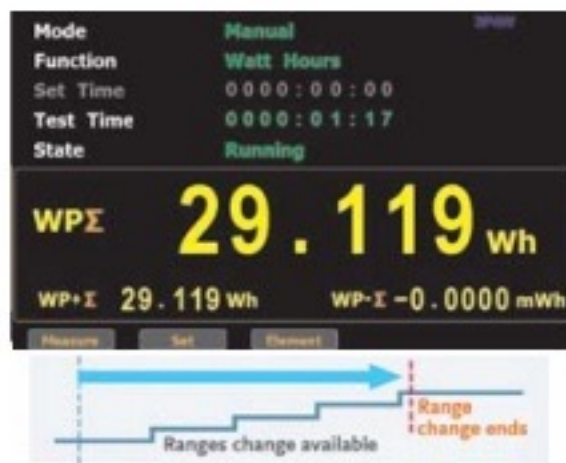 Mode Manual 3P4W
Function Watt Hours
Set Time 0000:00:00
Test Time 0000:01:17
State Running
WPΣ 29.119 Wh
WP+Σ 29.119 Wh WP-Σ -0.0000 mWh
Measure Set Element
Range
Ranges change available change ends